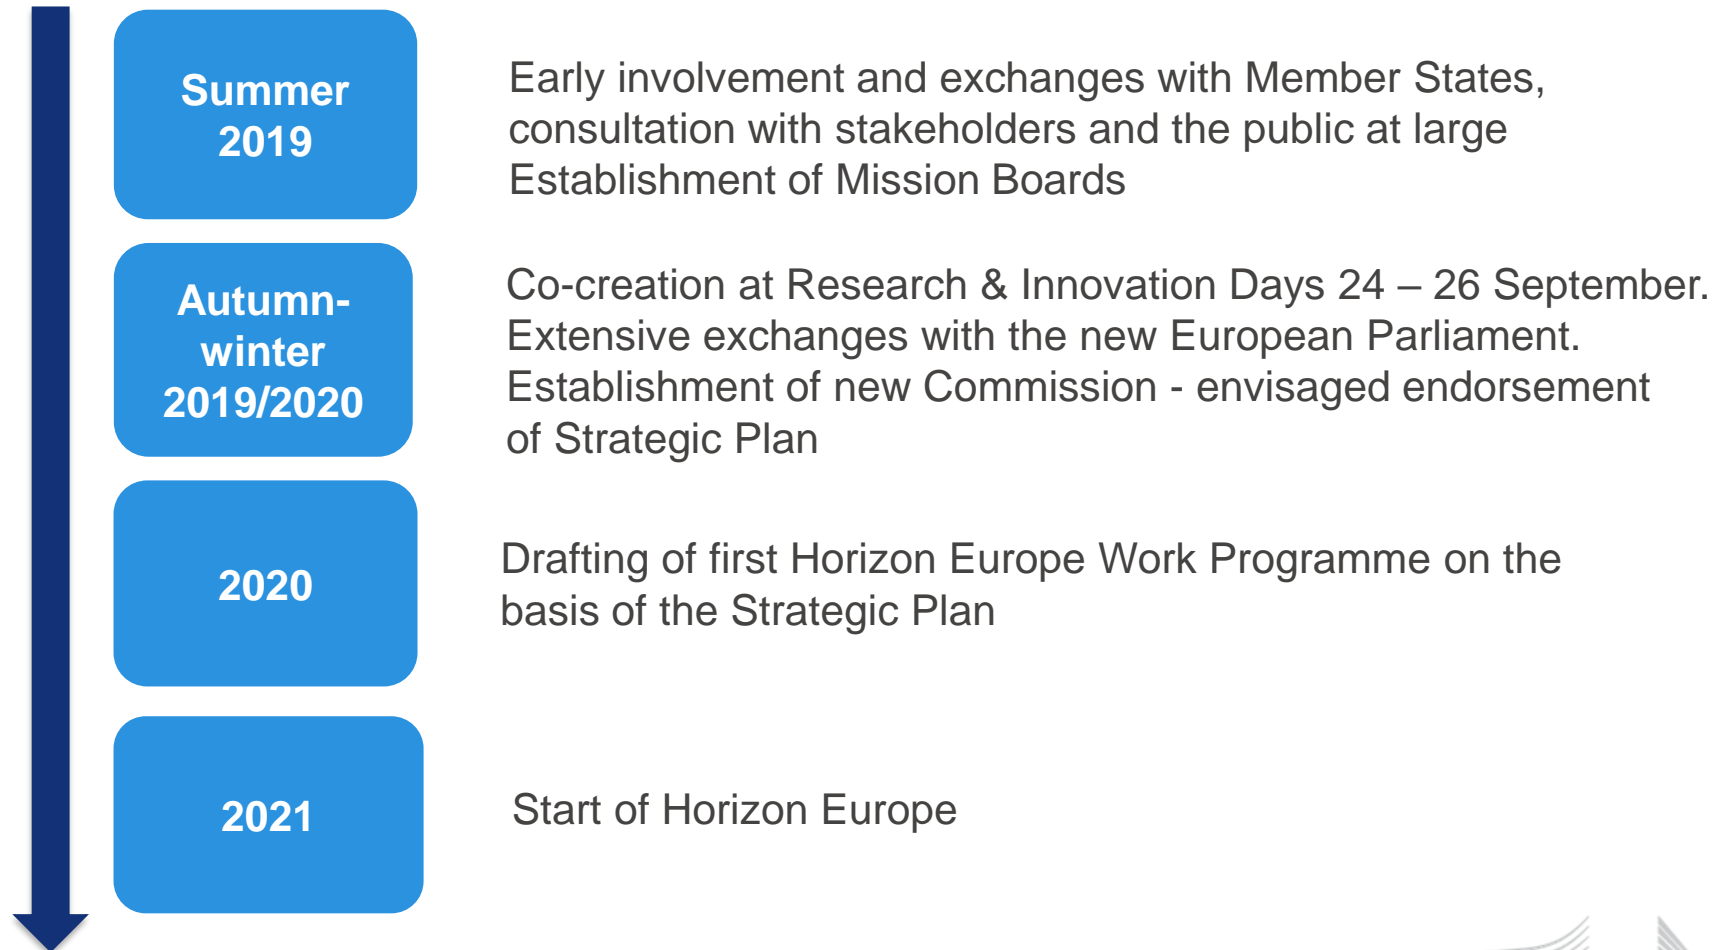 Summer
2019
Early involvement and exchanges with Member States,
consultation with stakeholders and the public at large
Establishment of Mission Boards
Autumn-
winter
2019/2020
Co-creation at Research & Innovation Days 24 – 26 September.
Extensive exchanges with the new European Parliament.
Establishment of new Commission - envisaged endorsement
of Strategic Plan
2020
Drafting of first Horizon Europe Work Programme on the
basis of the Strategic Plan
2021
Start of Horizon Europe